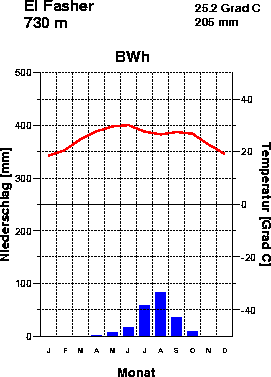 El Fasher
730 m
25.2 Grad C
205 mm
BWh
500
400
300
200
100
0
Niederschlag [mm]
40
20
0
-20
-40
Temperatur [Grad C]
J F M A M J J A S O N D
Monat